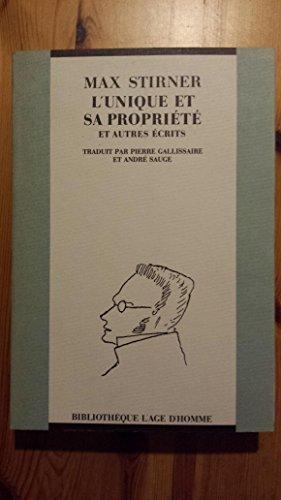 MAX STIRNER
L'UNIQUE ET
SA PROPRIÉTÉ
ET AUTRES ÉCRITS
TRADUIT PAR PIERRE GALLISSAIRE
ET ANDRÉ SAUGE
BIBLIOTHÈQUE L'AGE D'HOMME